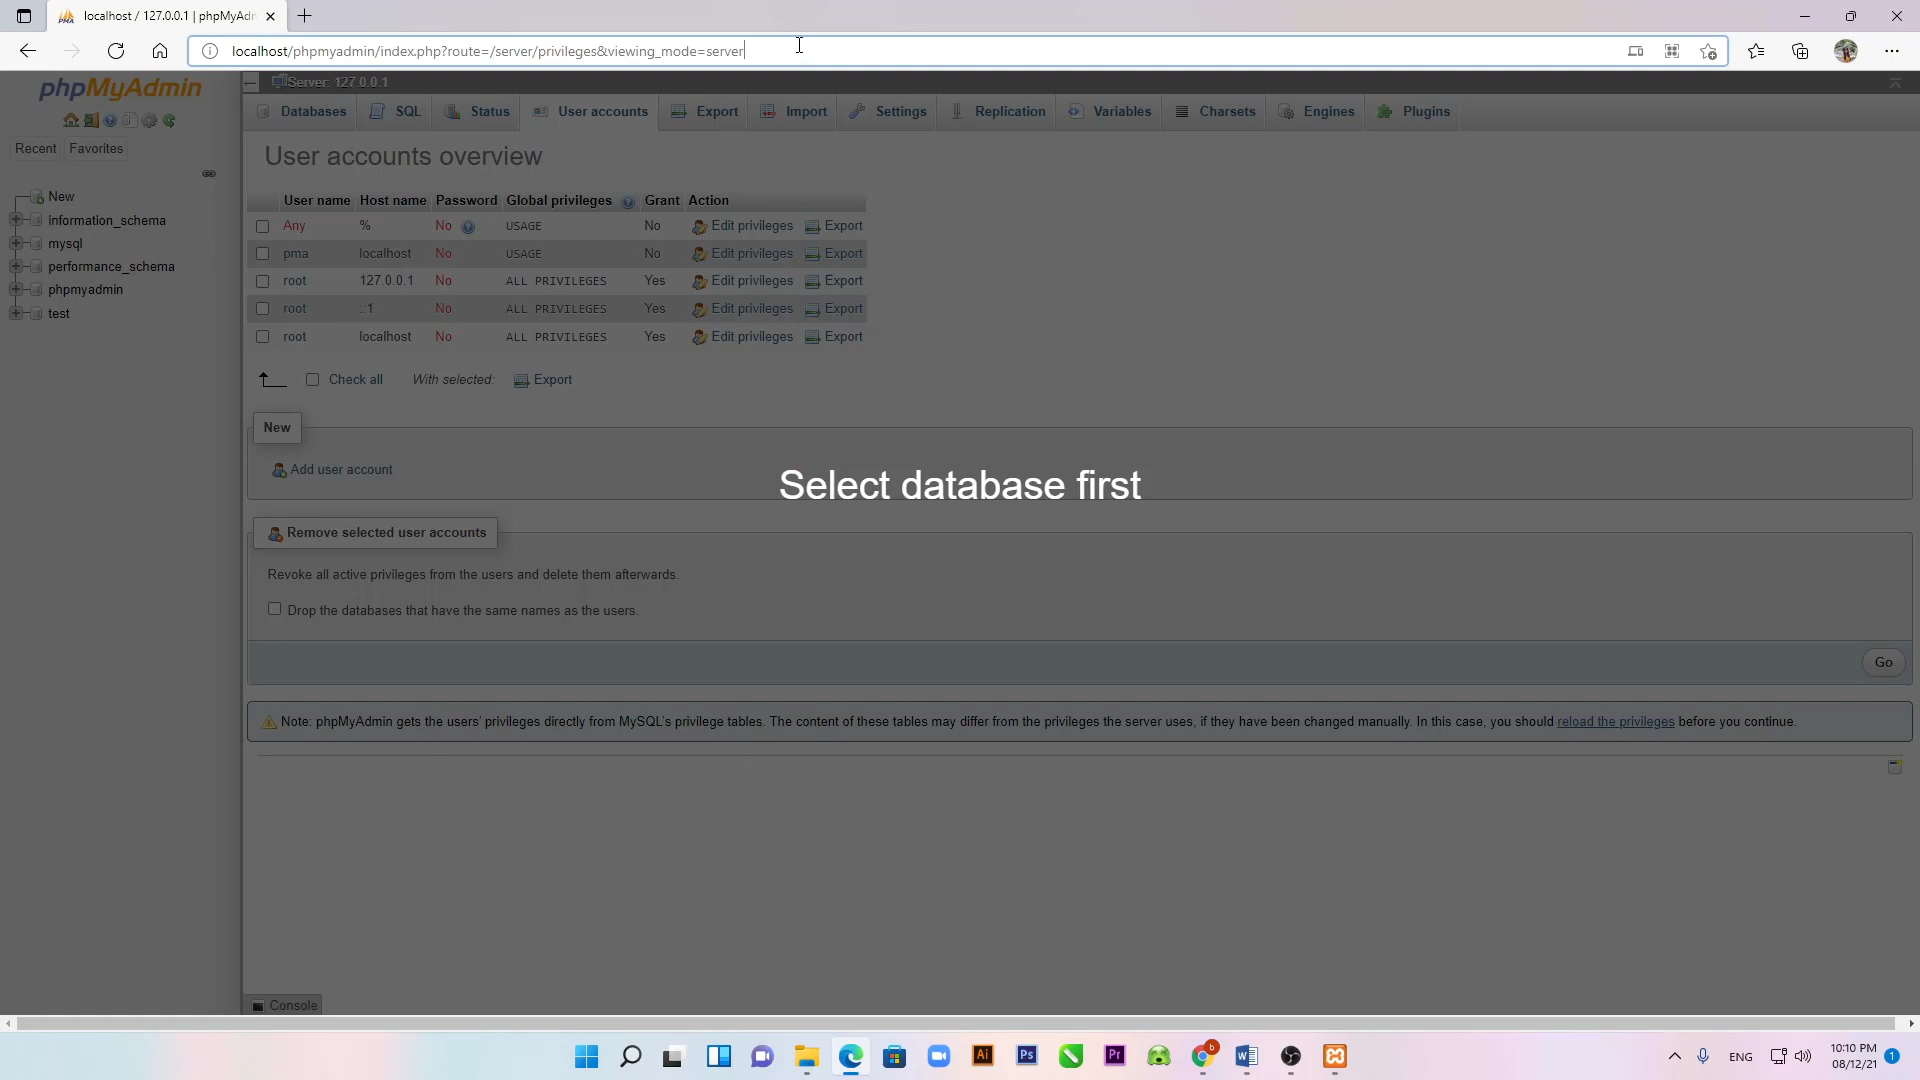 localhost / 127.0.0.1 | phpMyAdn
localhost/phpmyadmin/index.php?route=/server/privileges&viewing_mode=server
phpMyAdmin
Server: 127.0.0.1
Databases SQL Status User accounts Export Import Settings Replication Variables Charsets Engines Plugins
Recent Favorites
New
information_schema
mysql
performance_schema
phpmyadmin
test
User accounts overview
User name Host name Password Global privileges Grant Action
Any % No USAGE No Edit privileges Export
pma localhost No USAGE No Edit privileges Export
root 127.0.0.1 No ALL PRIVILEGES Yes Edit privileges Export
root ::1 No ALL PRIVILEGES Yes Edit privileges Export
root localhost No ALL PRIVILEGES Yes Edit privileges Export
Check all With selected: Export
New
Add user account
Select database first
Remove selected user accounts
Revoke all active privileges from the users and delete them afterwards.
Drop the databases that have the same names as the users.
Go
Note: phpMyAdmin gets the users' privileges directly from MySQL's privilege tables. The content of these tables may differ from the privileges the server uses, if they have been changed manually. In this case, you should reload the privileges before you continue.
Console
Ai Ps Pr b W
ENG
10:10 PM
08/12/21
1